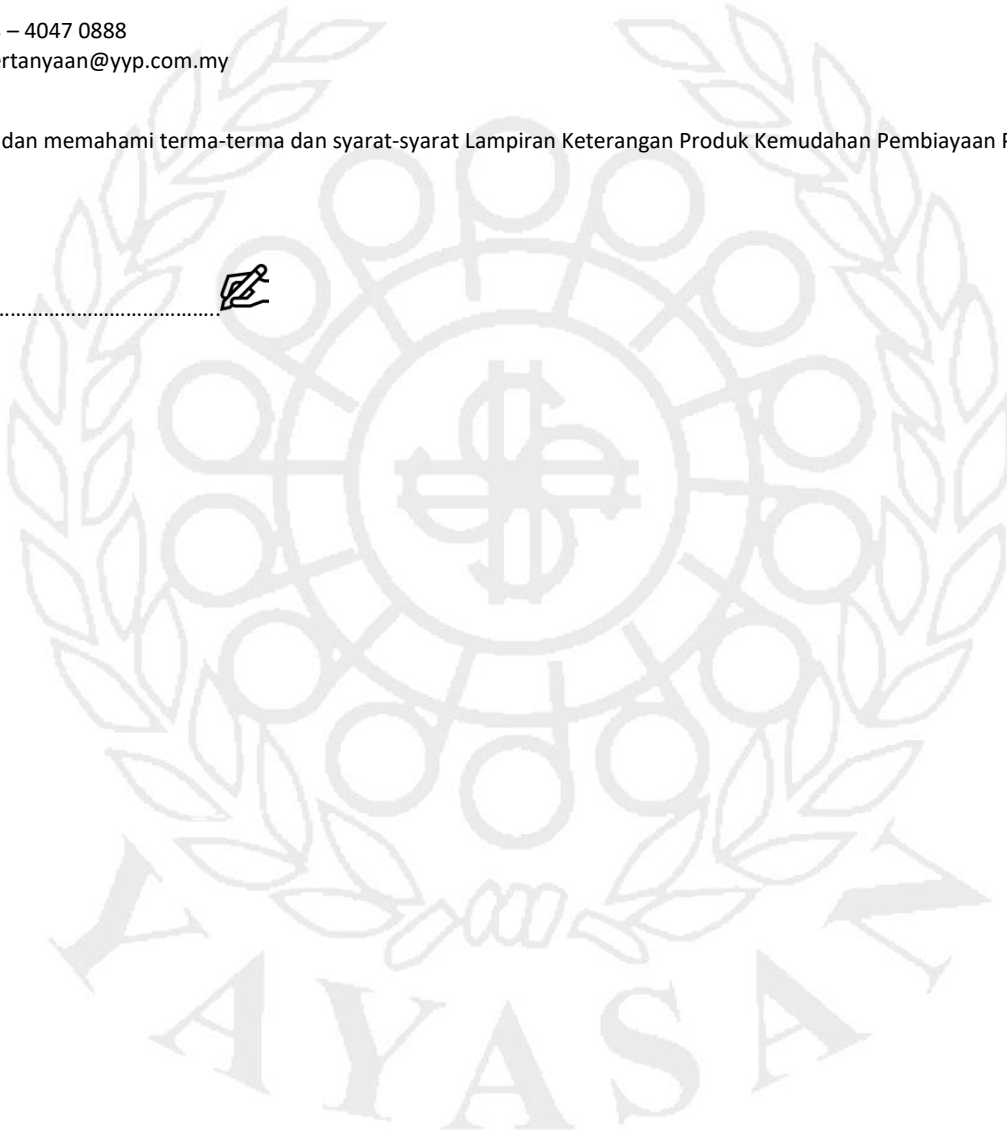 – 4047 0888
ertanyaan@yyp.com.my
dan memahami terma-terma dan syarat-syarat Lampiran Keterangan Produk Kemudahan Pembiayaan
……………………………………..
YAYASAN